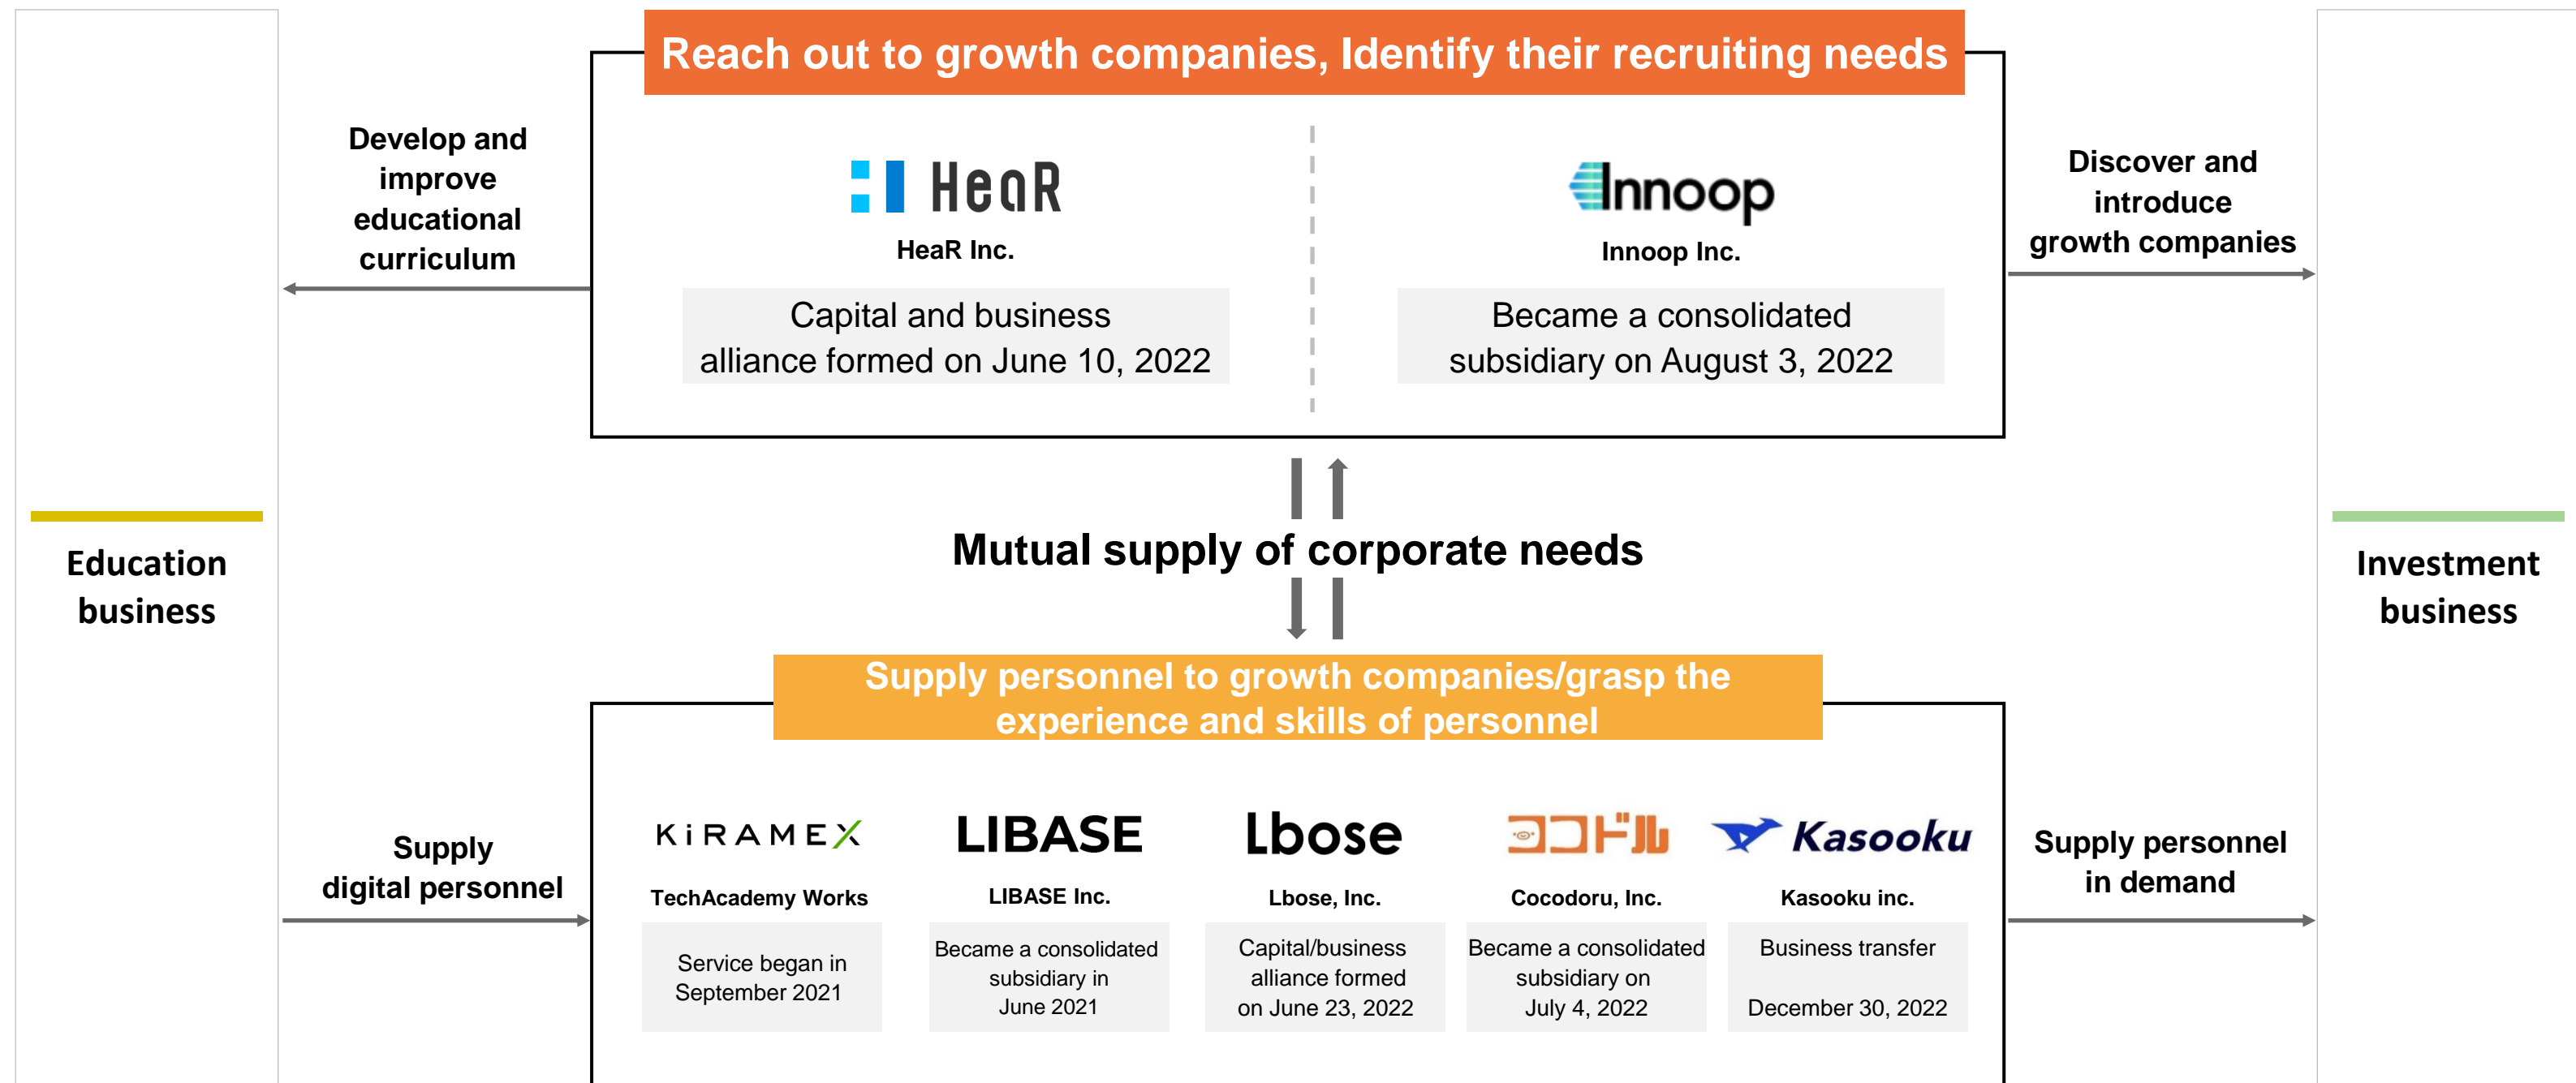 Reach out to growth companies, Identify their recruiting needs
Develop and
improve
educational
curriculum
HeaR
HeaR Inc.
Capital and business
alliance formed on June 10, 2022
Innoop
Innoop Inc.
Became a consolidated
subsidiary on August 3, 2022
Discover and
introduce
growth companies
Education
business
Mutual supply of corporate needs
Investment
business
Supply personnel to growth companies/grasp the
experience and skills of personnel
Supply
digital personnel
KiRAMEX
TechAcademy Works
Service began in
September 2021
LIBASE
LIBASE Inc.
Became a consolidated
subsidiary in
June 2021
Lbose
Lbose, Inc.
Capital/business
alliance formed
on June 23, 2022
ココドル
Cocodoru, Inc.
Became a consolidated
subsidiary on
July 4, 2022
Kasooku
Kasooku inc.
Business transfer
December 30, 2022
Supply personnel
in demand